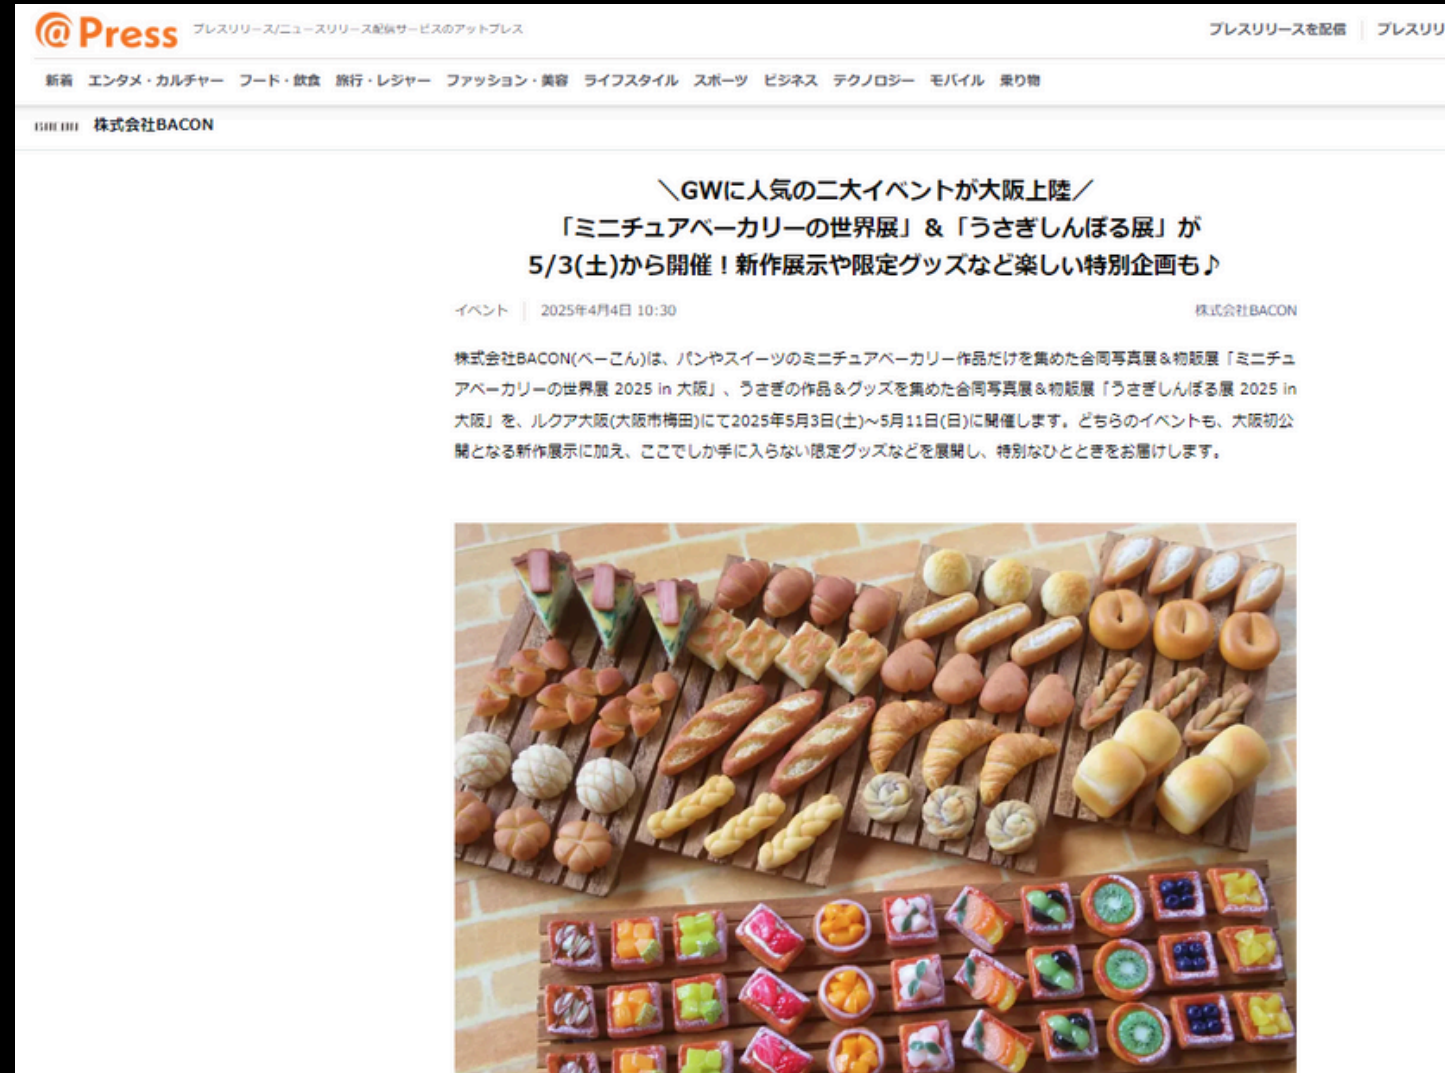 @Press プレスリリース/ニュースリリース配信サービスのアットプレス
プレスリリースを配信 プレスリリ
新着 エンタメ・カルチャー フード・飲食 旅行・レジャー ファッション・美容 ライフスタイル スポーツ ビジネス テクノロジー モバイル 乗り物
BACON 株式会社BACON
＼GWに人気の二大イベントが大阪上陸／
「ミニチュアベーカリーの世界展」＆「うさぎしんぼる展」が
5/3(土)から開催！新作展示や限定グッズなど楽しい特別企画も♪
イベント 2025年4月4日 10:30 株式会社BACON
株式会社BACON(べーこん)は、パンやスイーツのミニチュアベーカリー作品だけを集めた合同写真展＆物販展「ミニチュ
アベーカリーの世界展 2025 in 大阪」、うさぎの作品＆グッズを集めた合同写真展＆物販展「うさぎしんぼる展 2025 in
大阪」を、ルクア大阪(大阪市梅田)にて2025年5月3日(土)～5月11日(日)に開催します。どちらのイベントも、大阪初公
開となる新作展示に加え、ここでしか手に入らない限定グッズなどを展開し、特別なひとときをお届けします。